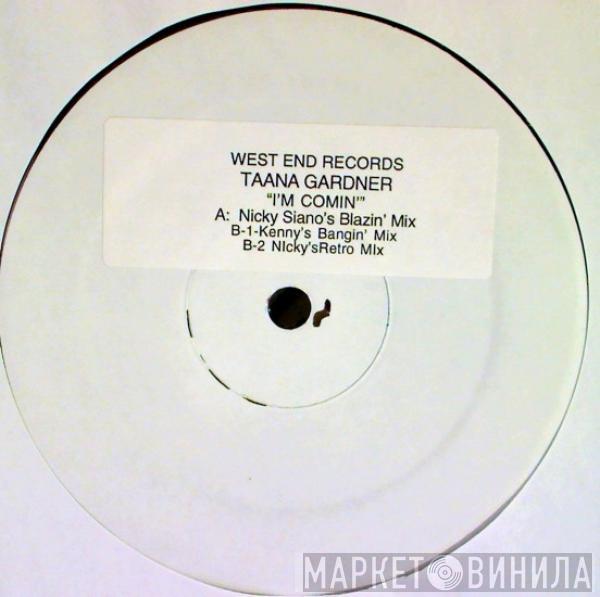 WEST END RECORDS
TAANA GARDNER
"I'M COMIN'"
A: Nicky Siano's Blazin' Mix
B-1-Kenny's Bangin' Mix
B-2 NIcky'sRetro MIx
МАРКЕТ ВИНИЛА